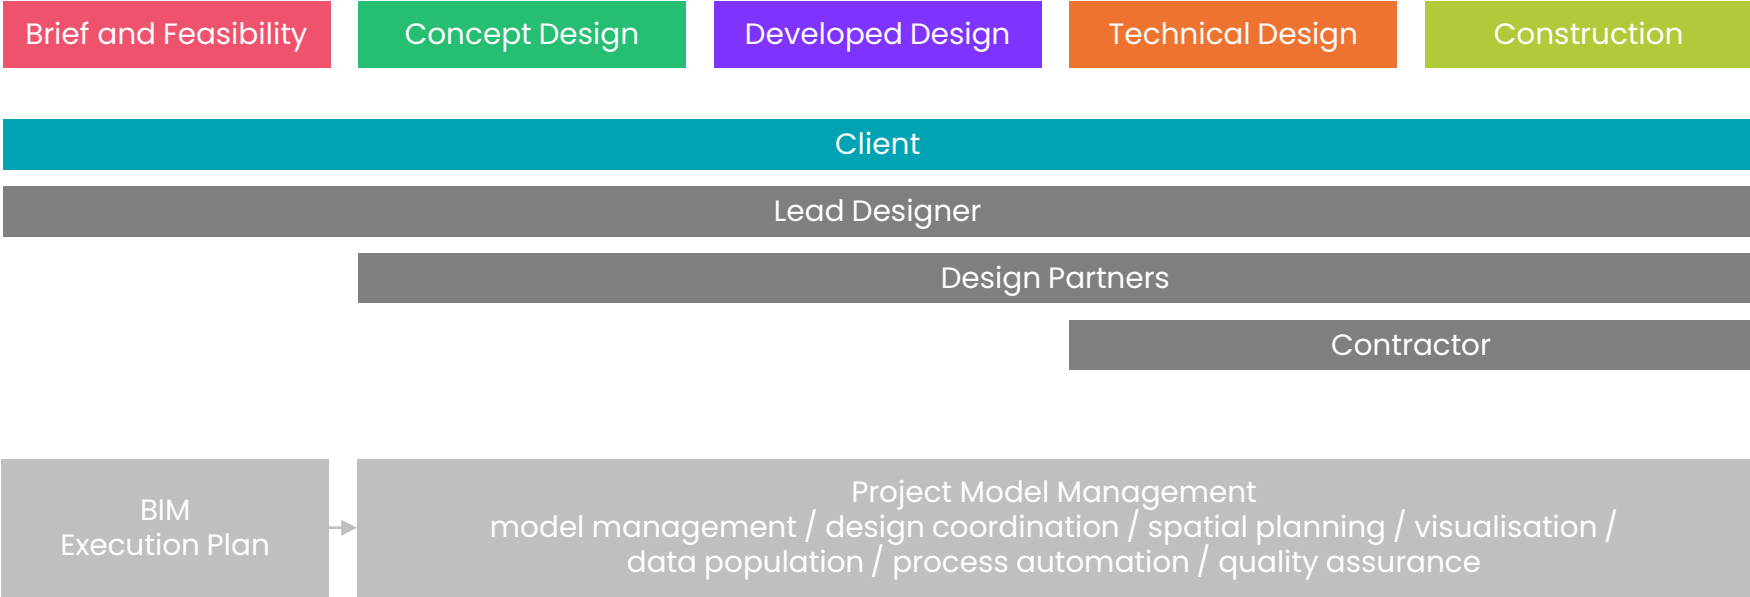 Brief and Feasibility
Concept Design
Developed Design
Technical Design
Construction
Client
Lead Designer
Design Partners
Contractor
BIM
Execution Plan
Project Model Management
model management / design coordination / spatial planning / visualisation /
data population / process automation / quality assurance